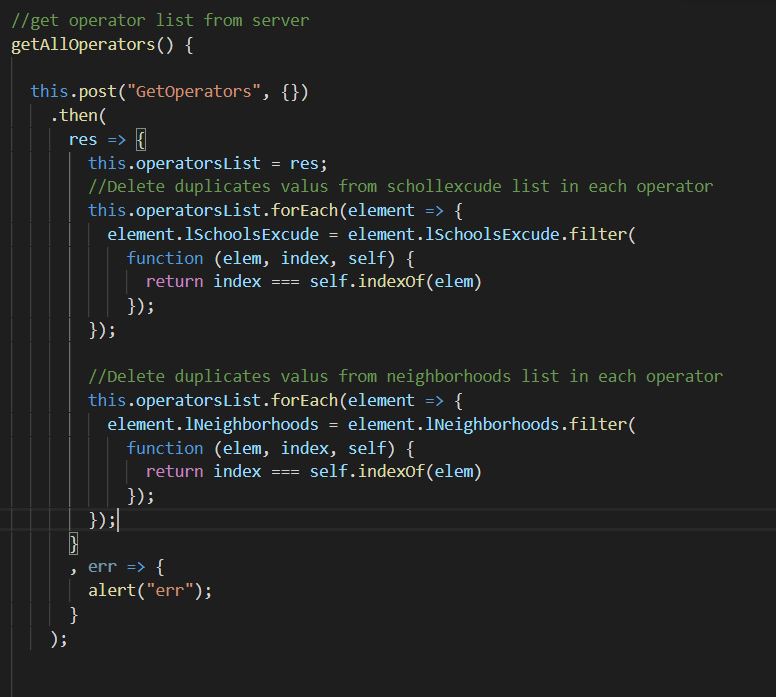 //get operator list from server
getAllOperators() {
this.post("GetOperators", {})
.then(
res => {
this.operatorsList = res;
//Delete duplicates valus from schollexcude list in each operator
this.operatorsList.forEach(element => {
element.lSchoolsExcude = element.lSchoolsExcude.filter(
function (elem, index, self) {
return index === self.indexOf(elem)
});
});
//Delete duplicates valus from neighborhoods list in each operator
this.operatorsList.forEach(element => {
element.lNeighborhoods = element.lNeighborhoods.filter(
function (elem, index, self) {
return index === self.indexOf(elem)
});
});
}
, err => {
alert("err");
}
);